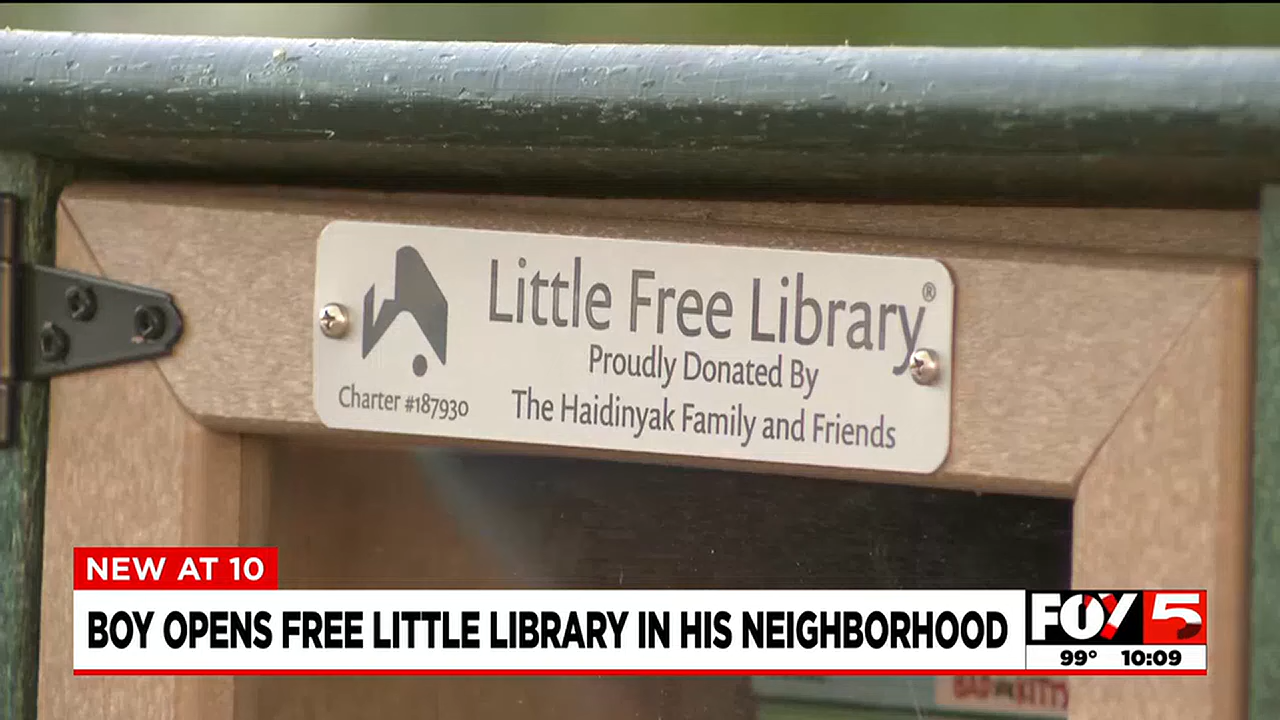 Little Free Library®
Proudly Donated By
The Haidinyak Family and Friends
Charter #187930
NEW AT 10
BOY OPENS FREE LITTLE LIBRARY IN HIS NEIGHBORHOOD
FOX 5
99° 10:09